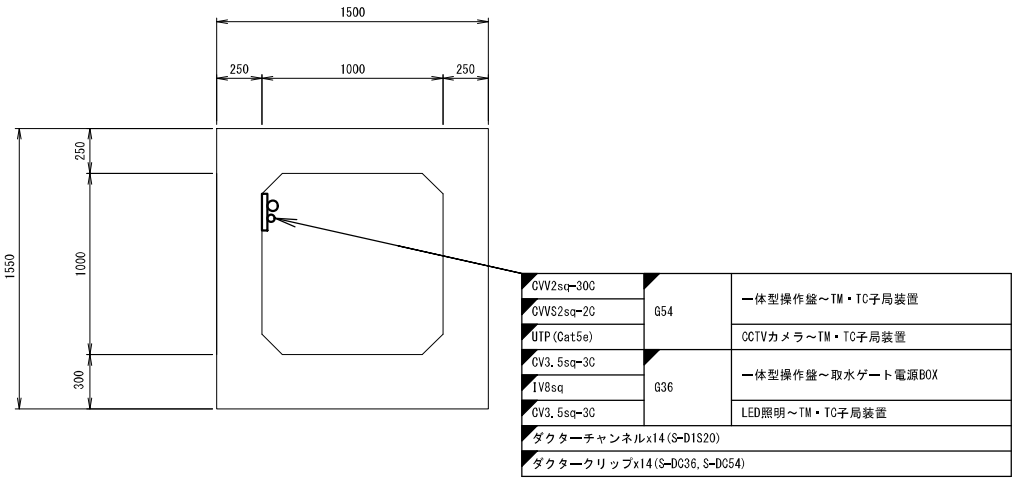 1500
250
1000
250
250
1000
300
1550
CVV2sq-30C
CVVS2sq-2C
G54
一体型操作盤～TM・TC子局装置
UTP(Cat5e)
CCTVカメラ～TM・TC子局装置
CV3.5sq-3C
IV8sq
G36
一体型操作盤～取水ゲート電源BOX
CV3.5sq-3C
LED照明～TM・TC子局装置
ダクターチャンネルx14(S-D1S20)
ダクタークリップx14(S-DC36,S-DC54)